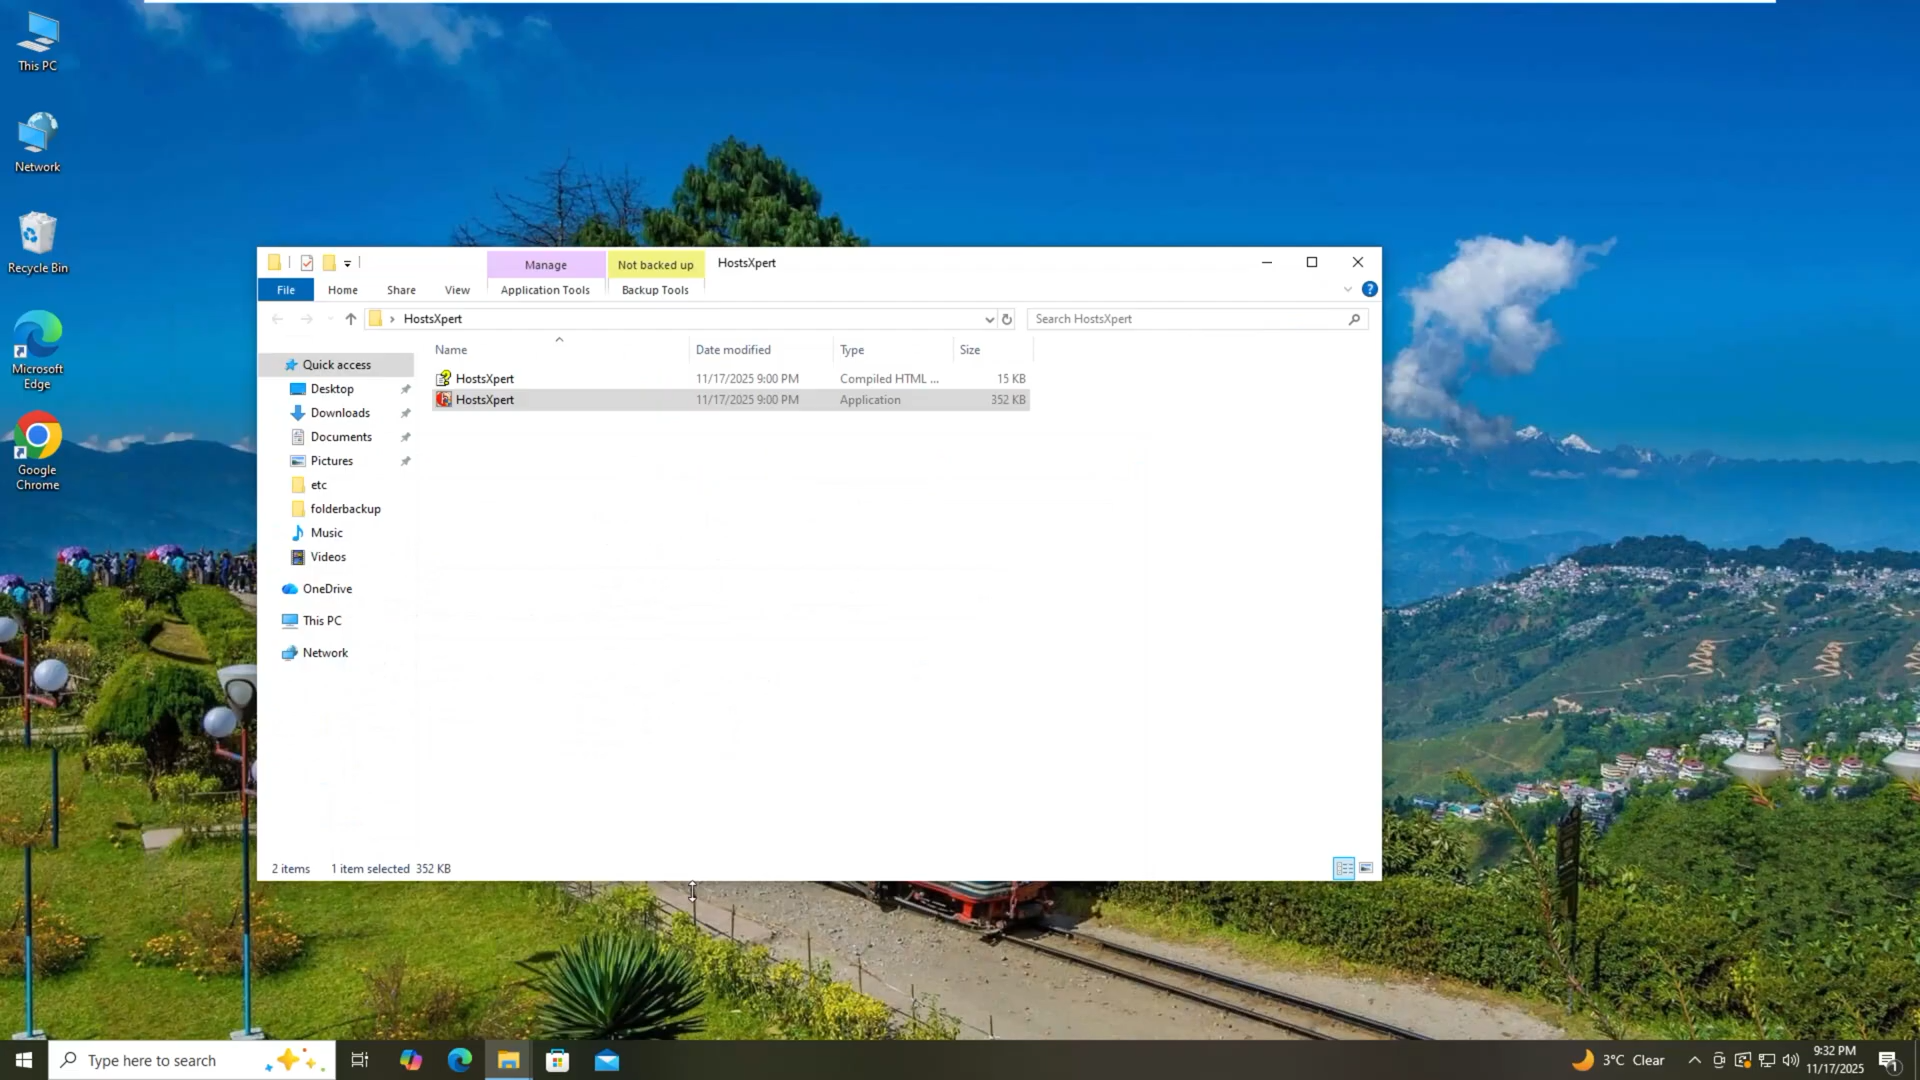 This PC
Network
Recycle Bin
Microsoft
Edge
Google
Chrome
Manage
Not backed up
HostsXpert
File
Home
Share
View
Application Tools
Backup Tools
HostsXpert
Search HostsXpert
Name
Date modified
Type
Size
HostsXpert
11/17/2025 9:00 PM
Compiled HTML ...
15 KB
HostsXpert
11/17/2025 9:00 PM
Application
352 KB
Quick access
Desktop
Downloads
Documents
Pictures
etc
folderbackup
Music
Videos
OneDrive
This PC
Network
2 items
1 item selected 352 KB
Type here to search
3°C Clear
9:32 PM
11/17/2025
1